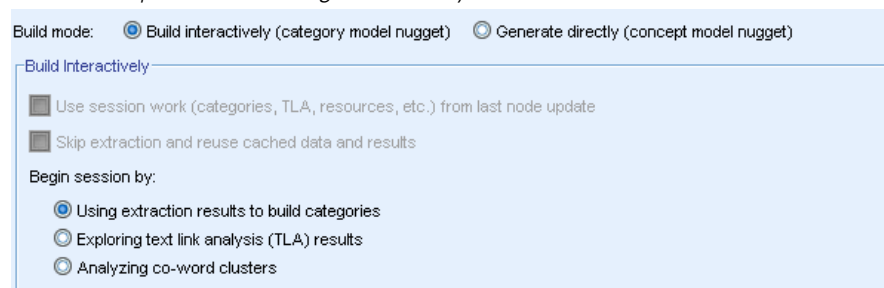 Build mode: Build interactively (category model nugget) Generate directly (concept model nugget)
Build Interactively
Use session work (categories, TLA, resources, etc.) from last node update
Skip extraction and reuse cached data and results
Begin session by:
Using extraction results to build categories
Exploring text link analysis (TLA) results
Analyzing co-word clusters